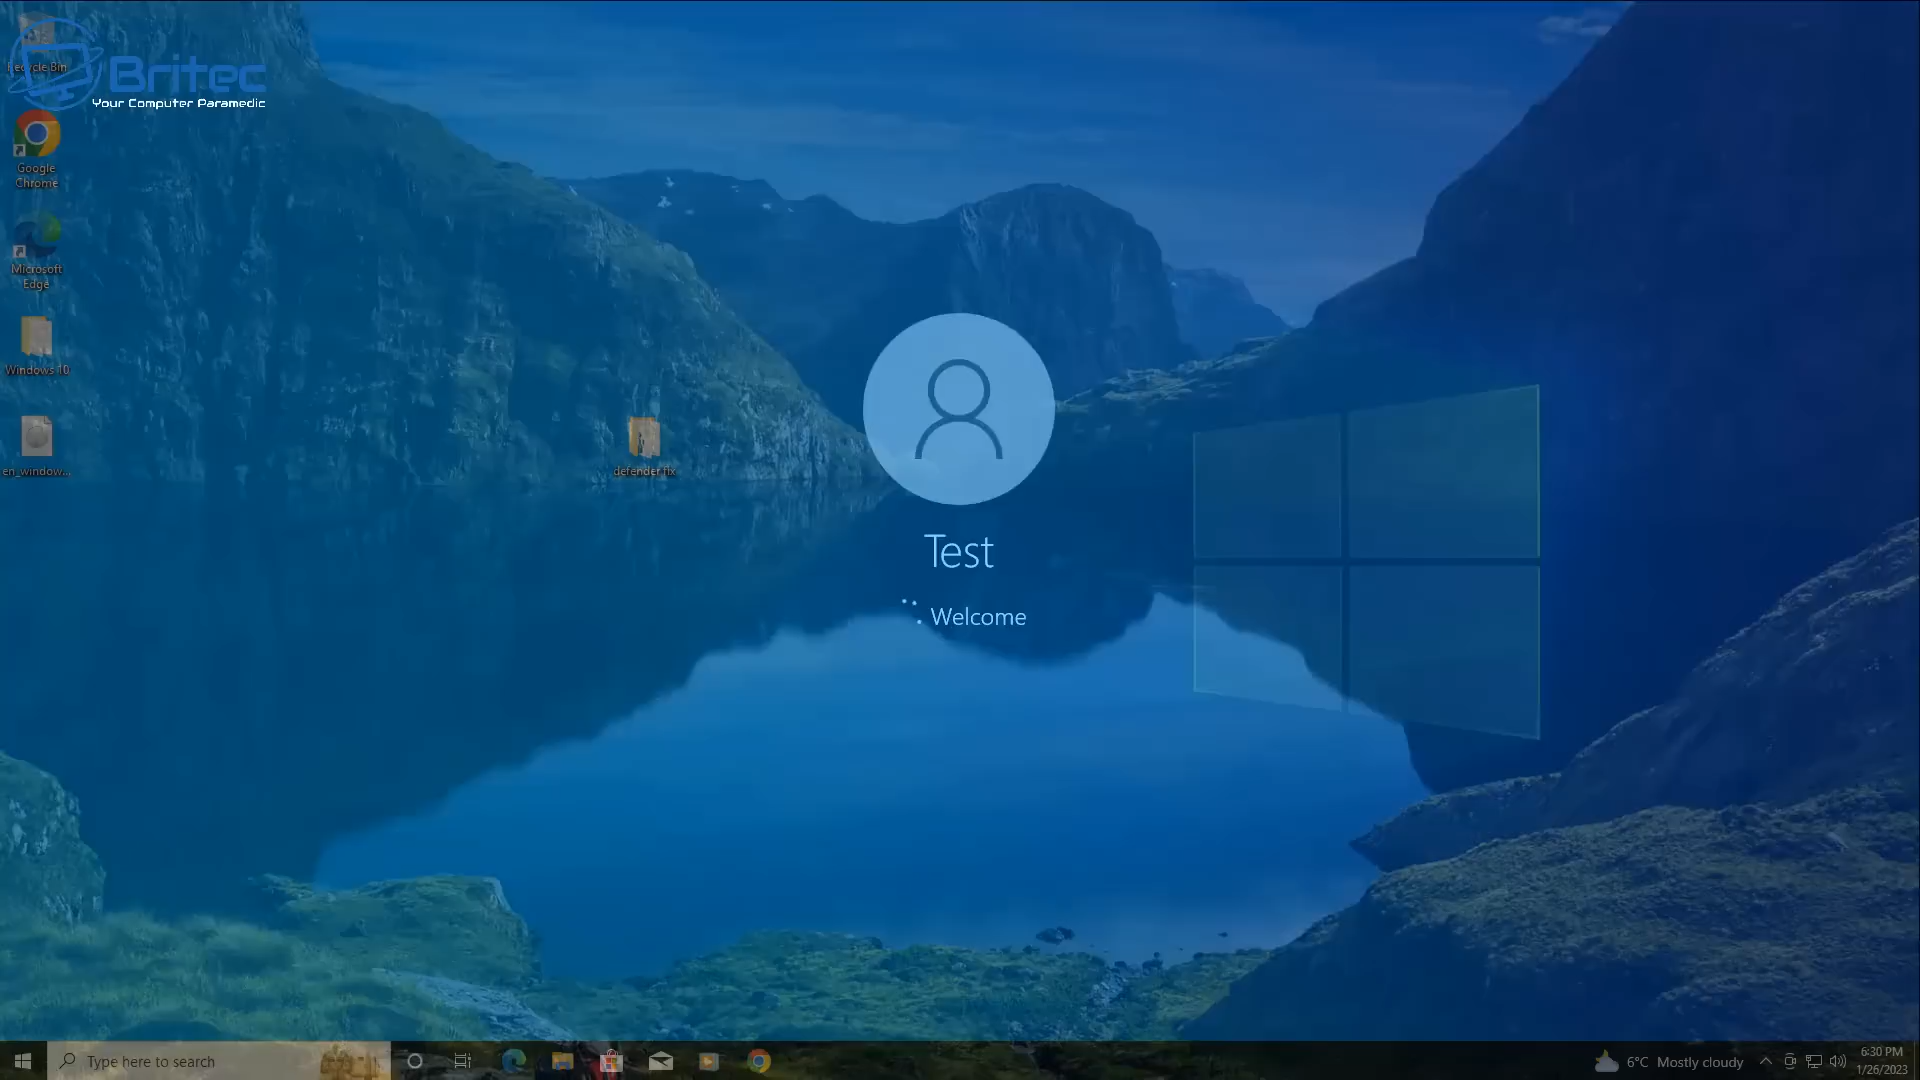 Recycle Bin
Britec
Your Computer Paramedic
Google
Chrome
Microsoft
Edge
Windows 10
en_window...
defender fix
Test
Welcome
Type here to search
6°C Mostly cloudy
6:30 PM
1/26/2023